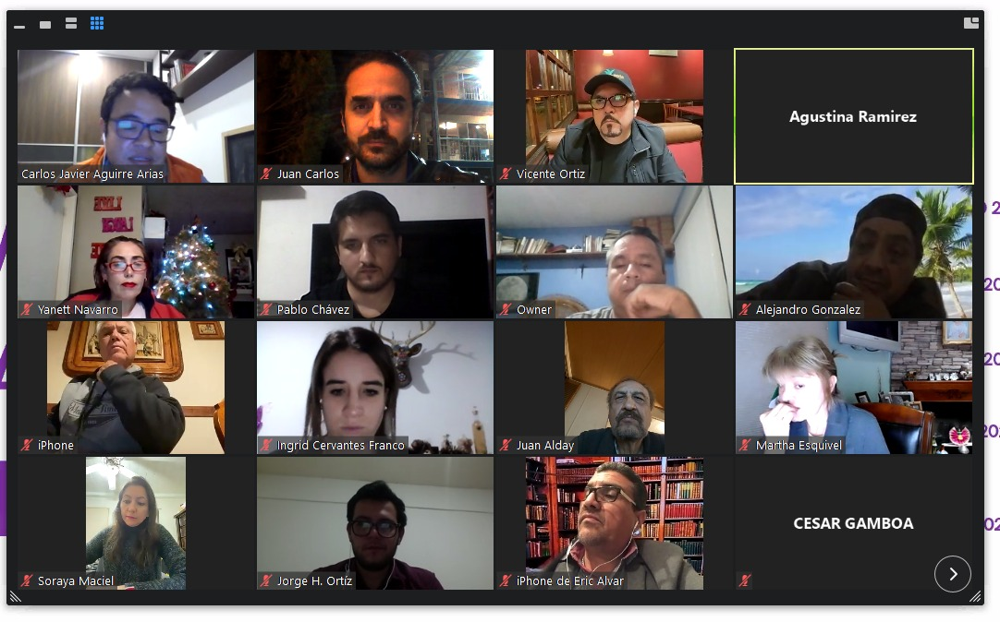 Carlos Javier Aguirre Arias
Juan Carlos
Vicente Ortiz
Agustina Ramirez
LIVE
Yanett Navarro
Pablo Chávez
Owner
Alejandro Gonzalez
iPhone
Ingrid Cervantes Franco
Juan Alday
Martha Esquivel
Soraya Maciel
Jorge H. Ortíz
iPhone de Eric Alvar
CESAR GAMBOA